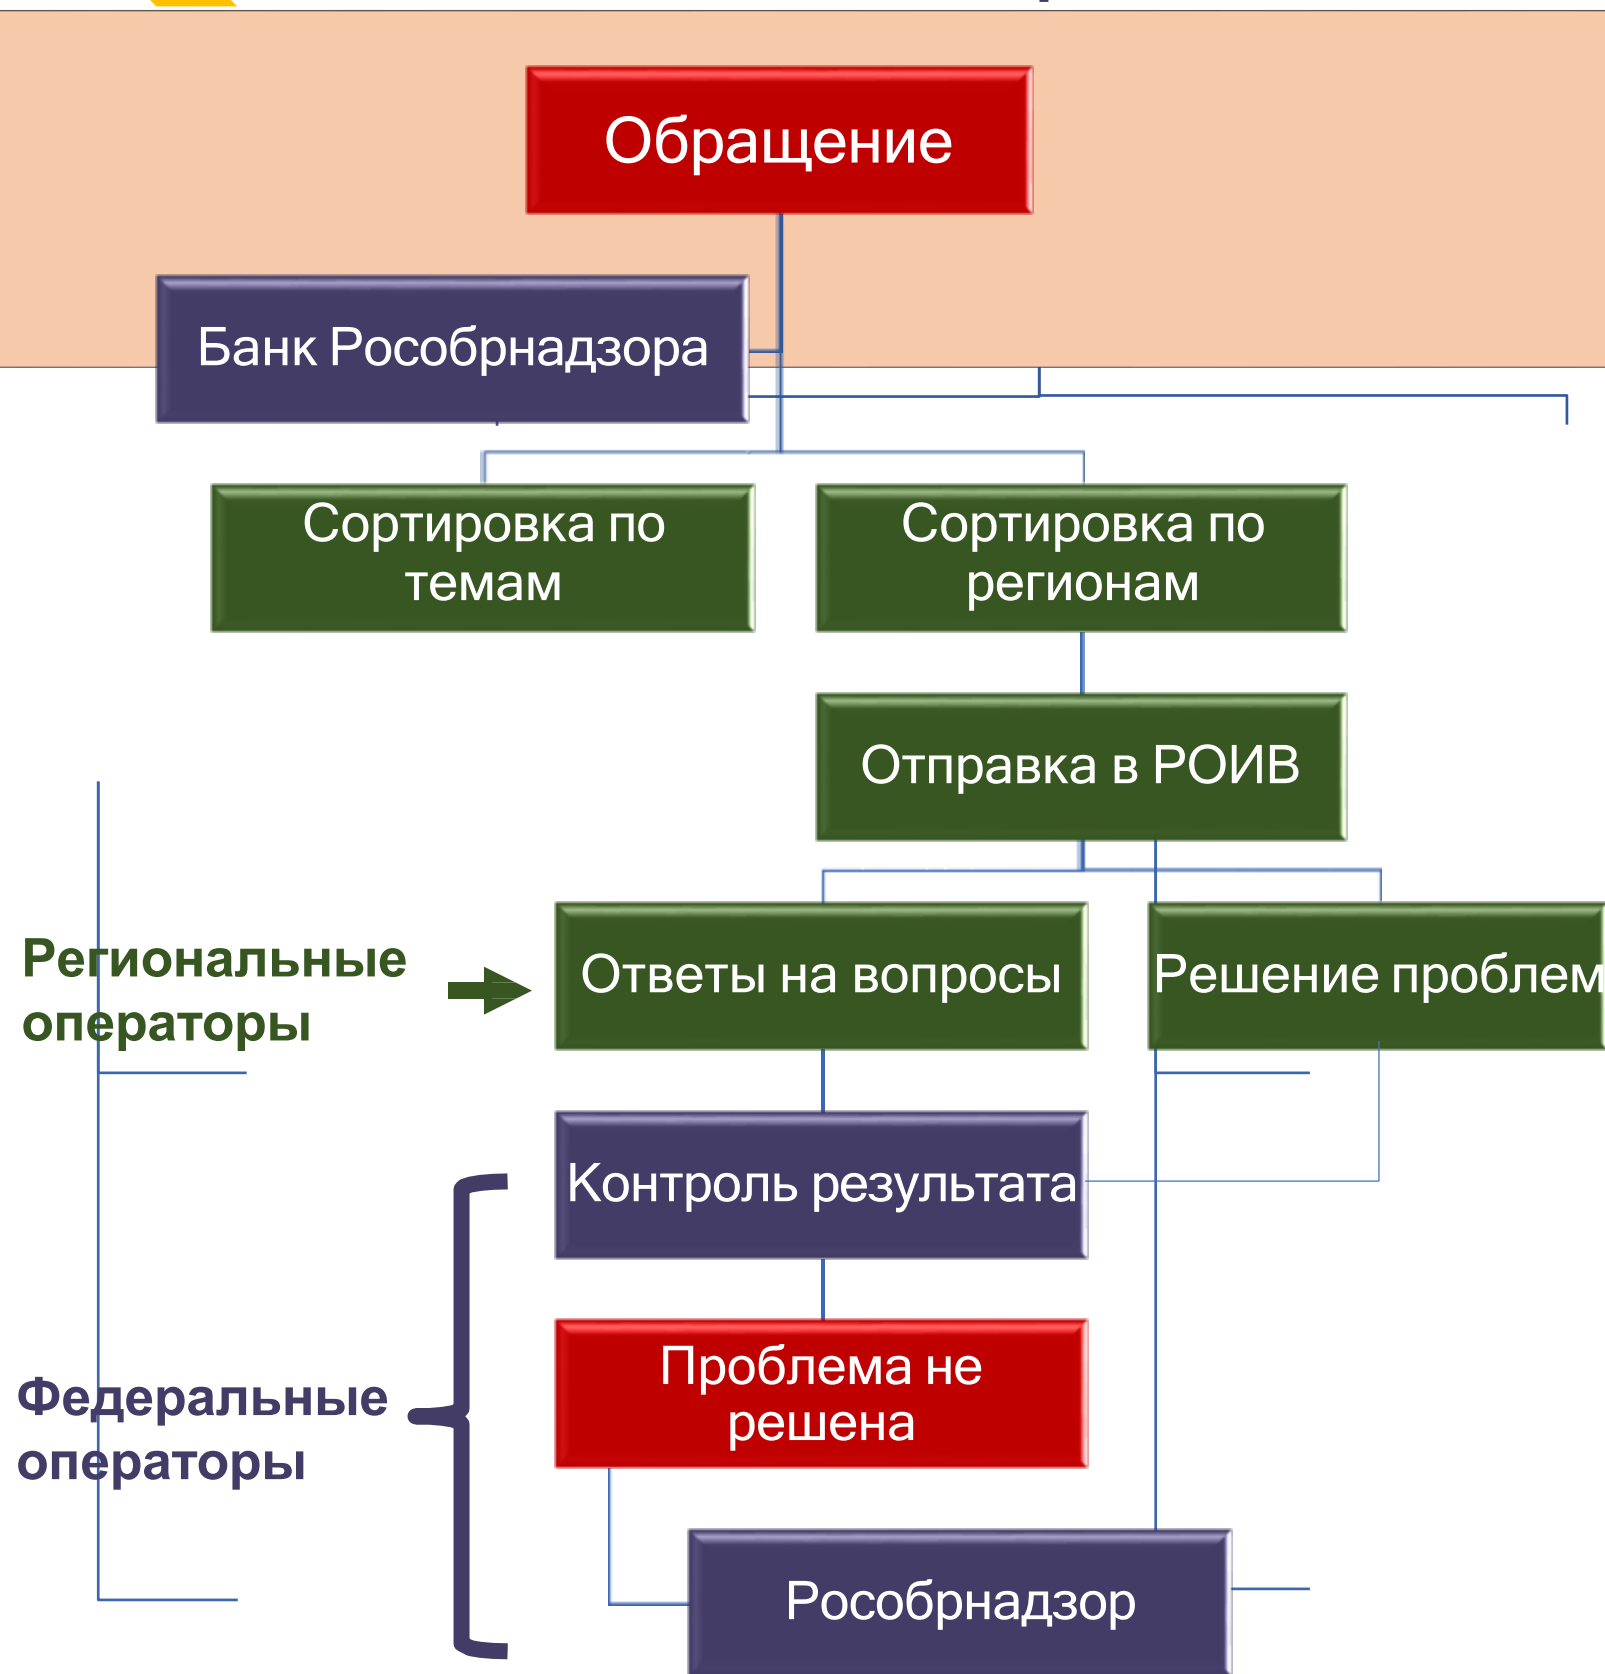 Обращение
Банк Рособрнадзора
Сортировка по
темам
Сортировка по
регионам
Отправка в РОИВ
Региональные
операторы
Ответы на вопросы
Решение проблем
Контроль результата
Федеральные
операторы
Проблема не
решена
Рособрнадзор